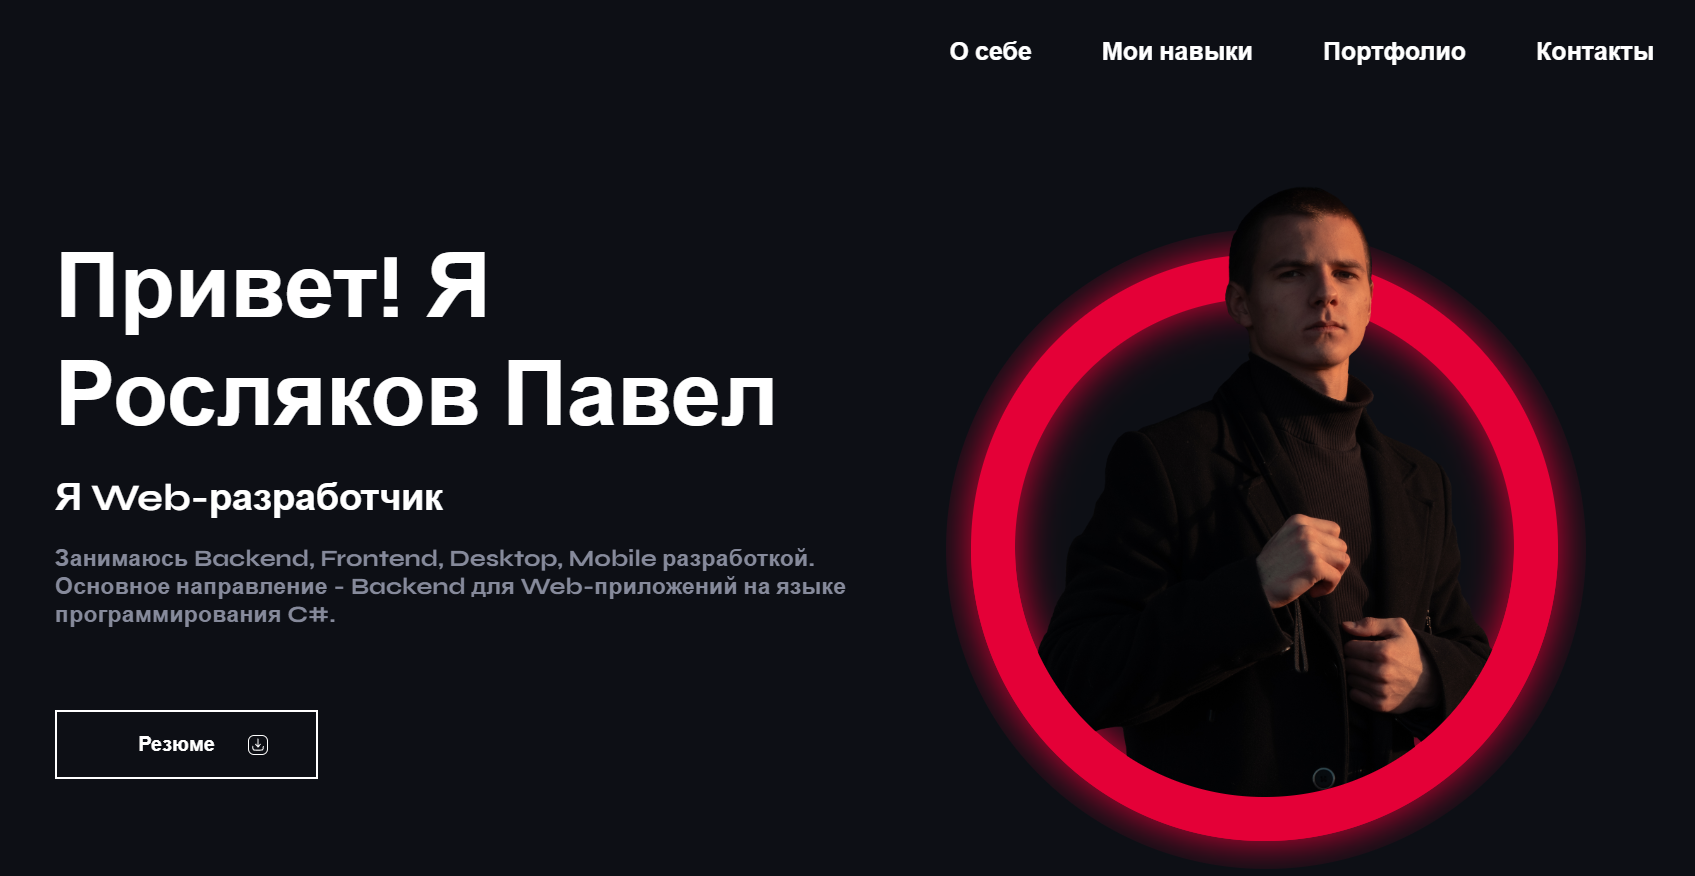 О себе Мои навыки Портфолио Контакты
Привет! Я
Росляков Павел
Я Web-разработчик
Занимаюсь Backend, Frontend, Desktop, Mobile разработкой.
Основное направление - Backend для Web-приложений на языке
программирования C#.
Резюме